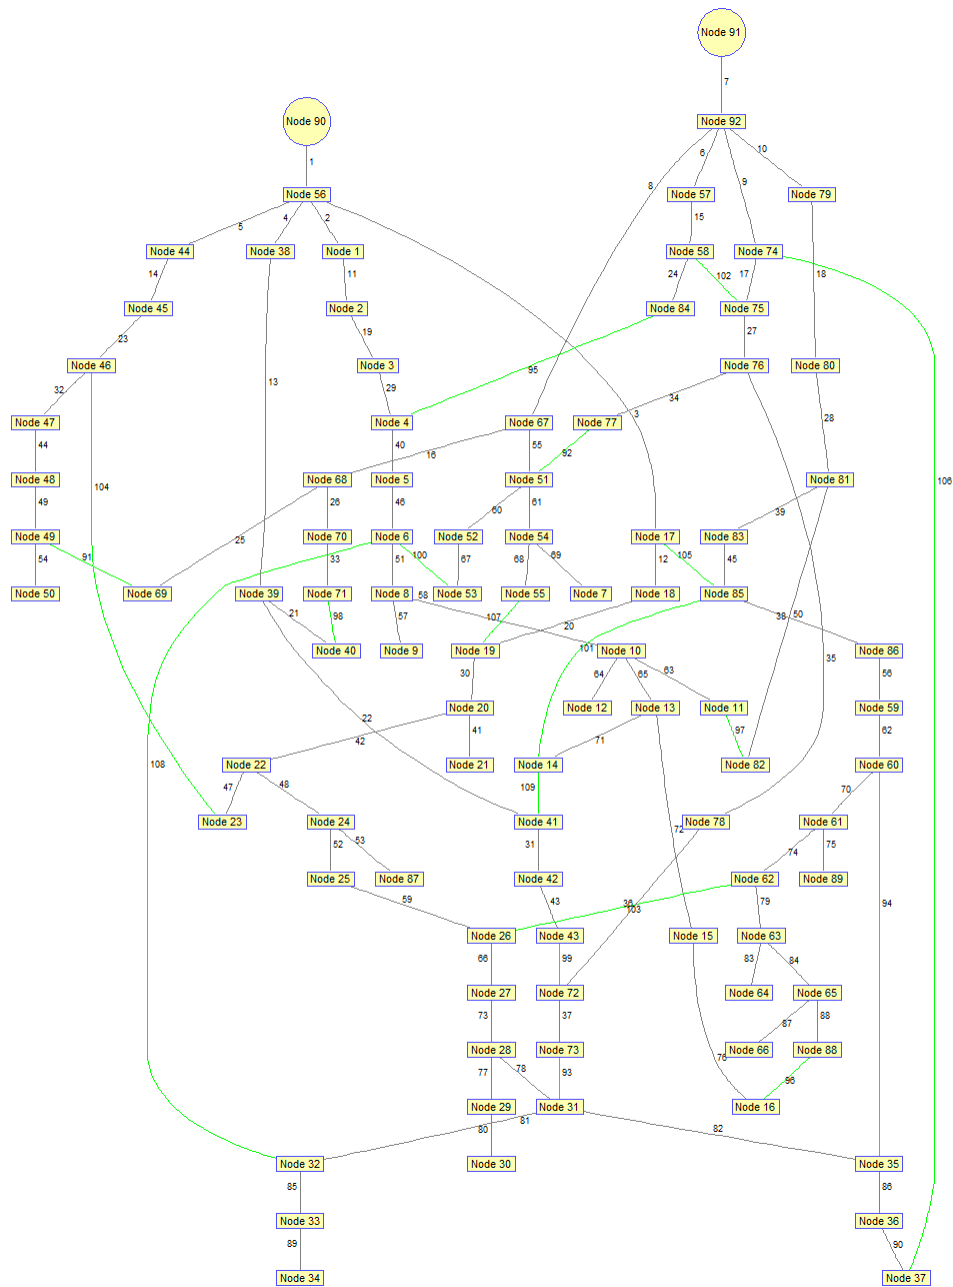 Node 91
7
Node 92
Node 90
6
10
8
1
9
Node 56
Node 57
Node 79
5
4
2
15
Node 44
Node 38
Node 1
Node 58
Node 74
14
11
24
102
17
18
Node 45
Node 2
Node 84
Node 75
23
19
27
Node 46
Node 3
95
Node 76
Node 80
13
32
29
34
3
28
Node 47
Node 4
Node 67
Node 77
44
40
16
55
92
Node 48
68
Node 68
Node 5
Node 51
Node 81
106
104
49
26
46
60
61
39
Node 49
Node 70
Node 6
Node 52
Node 54
Node 17
Node 83
25
54
91
33
51
100
67
68
69
12
105
45
Node 50
Node 69
Node 39
Node 71
Node 8
Node 53
Node 55
Node 7
Node 18
Node 85
58
21
98
57
107
20
38
50
Node 40
Node 9
Node 19
101
Node 10
Node 86
35
30
64
65
63
56
Node 20
Node 12
Node 13
Node 11
Node 59
22
42
41
71
97
62
Node 22
Node 21
Node 14
Node 82
Node 60
108
47
48
109
70
Node 23
Node 24
Node 41
Node 78
Node 61
72
52
53
31
74
75
Node 25
Node 87
Node 42
Node 62
Node 89
59
43
36
103
79
94
Node 26
Node 43
Node 15
Node 63
66
99
83
84
Node 27
Node 72
Node 64
Node 65
73
37
87
88
Node 28
Node 73
76
Node 66
Node 88
77
78
93
96
Node 29
Node 31
Node 16
80
81
82
Node 32
Node 30
Node 35
85
86
Node 33
Node 36
89
90
Node 34
Node 37